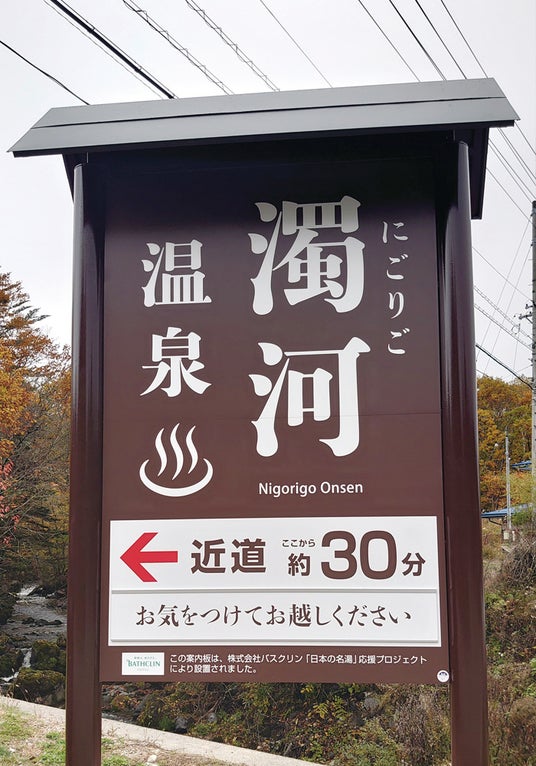 にごりご
濁河
温泉
Nigorigo Onsen
近道 ここから 約30分
お気をつけてお越しください
BATHCLIN
この案内板は、株式会社バスクリン「日本の名湯」応援プロジェクト
により設置されました。